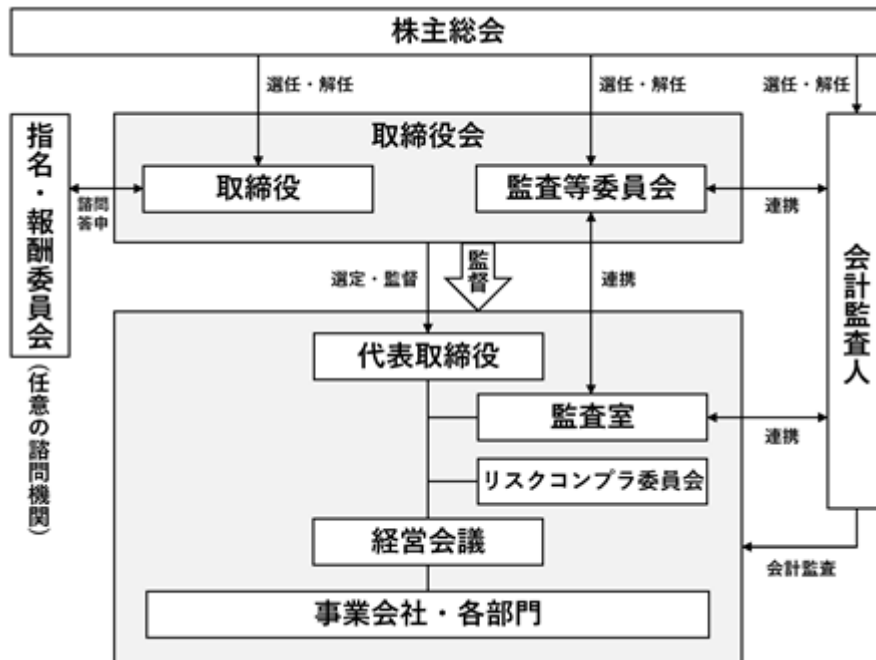 株主総会
選任・解任
選任・解任
選任・解任
指名・報酬委員会
(任意の諮問機関)
諮問
答申
取締役会
取締役
監査等委員会
連携
会計監査人
選定・監督
監督
連携
代表取締役
監査室
連携
リスクコンプラ委員会
経営会議
会計監査
事業会社・各部門